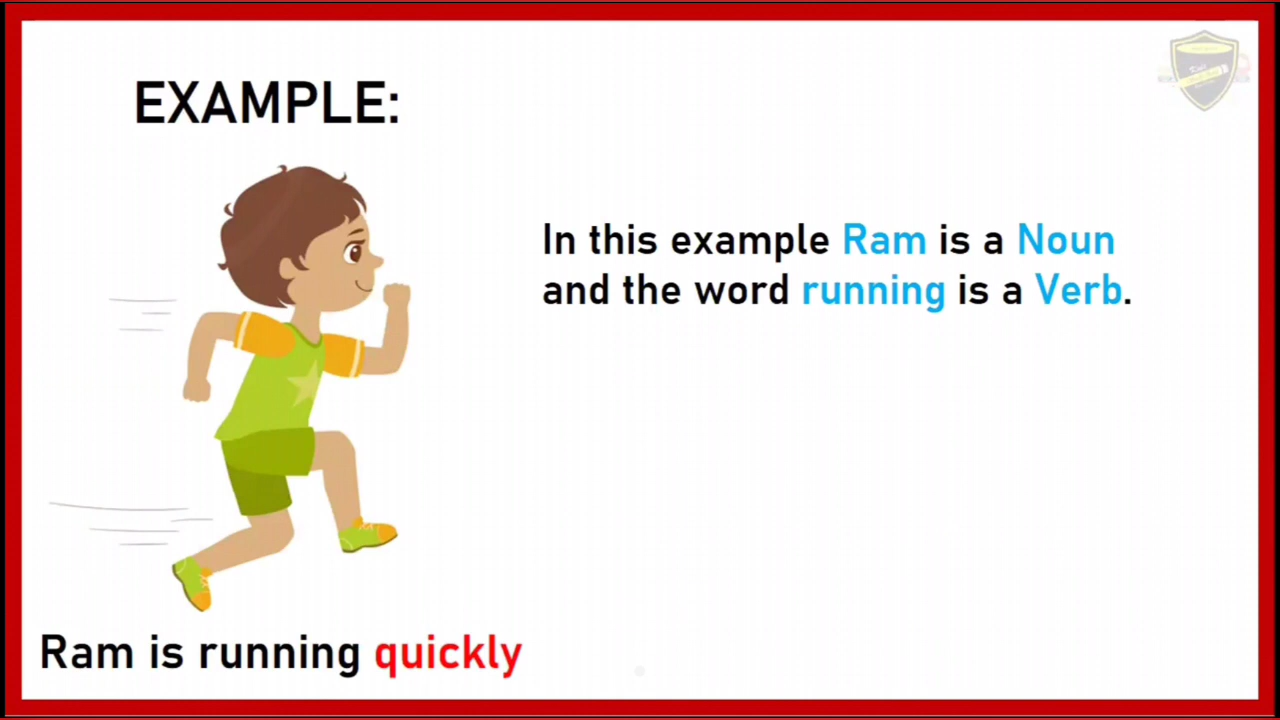 EXAMPLE:
In this example Ram is a Noun
and the word running is a Verb.
Ram is running quickly